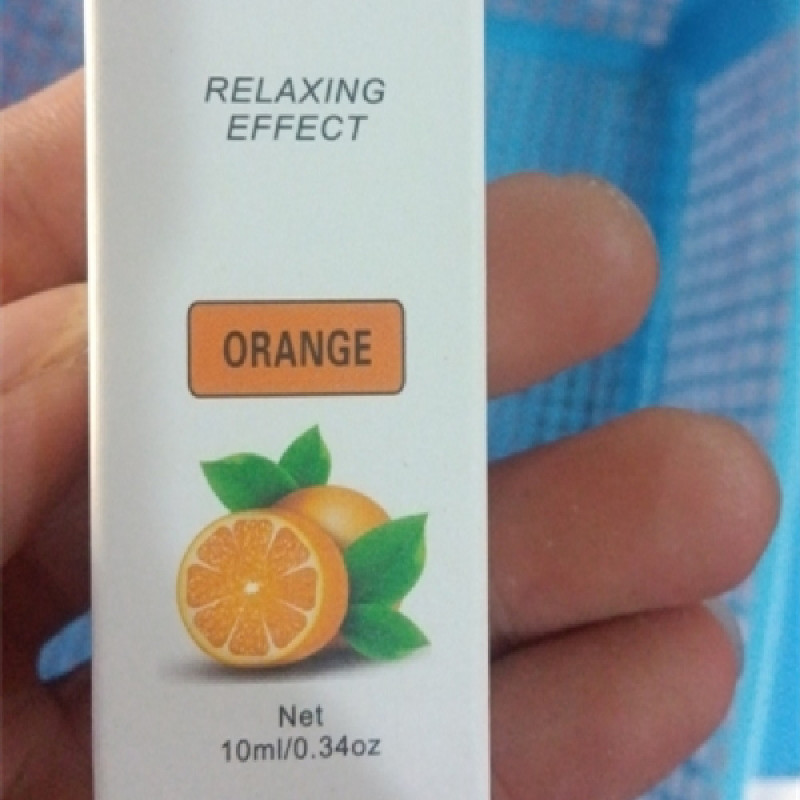 RELAXING
EFFECT
ORANGE
Net
10ml/0.34oz